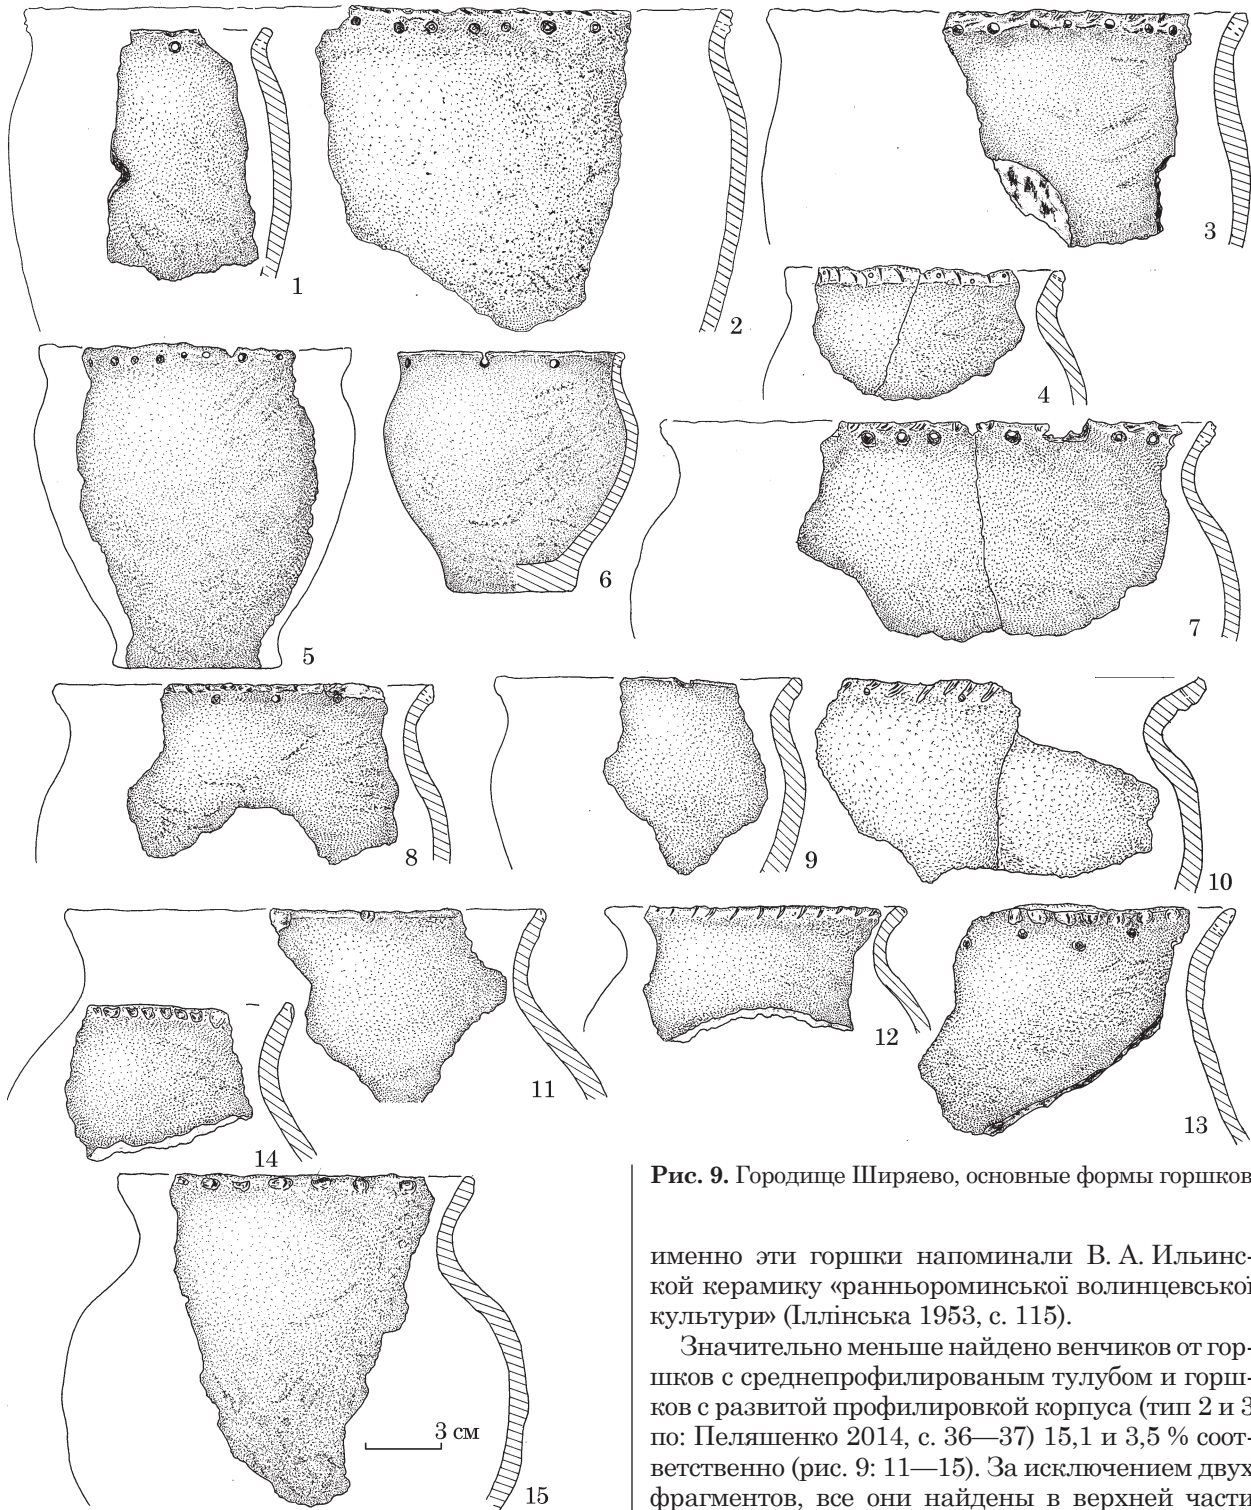 1
2
3
4
5
6
7
8
9
10
11
12
13
14
3 см
15
Рис. 9. Городище Ширяево, основные формы горшков
именно эти горшки напоминали В. А. Ильинс-
кой керамику «ранньороминської волинцевської
культури» (Іллінська 1953, с. 115).
Значительно меньше найдено венчиков от гор-
шков с среднепрофилированым тулубом и горш-
ков с развитой профилировкой корпуса (тип 2 и 3
по: Пеляшенко 2014, с. 36—37) 15,1 и 3,5 % соот-
ветственно (рис. 9: 11—15). За исключением двух
фрагментов, все они найдены в верхней части